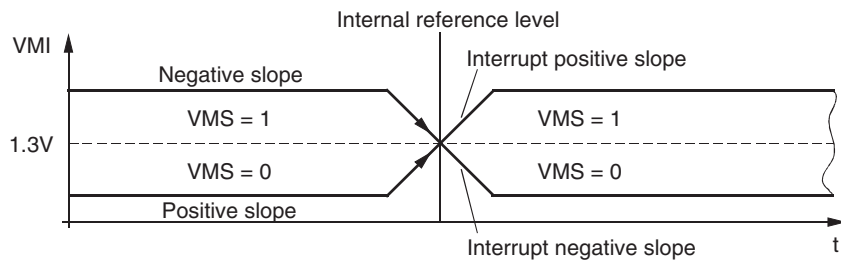 Internal reference level
VMI
Negative slope
Interrupt positive slope
VMS = 1
VMS = 1
1.3V
VMS = 0
VMS = 0
Positive slope
Interrupt negative slope
t